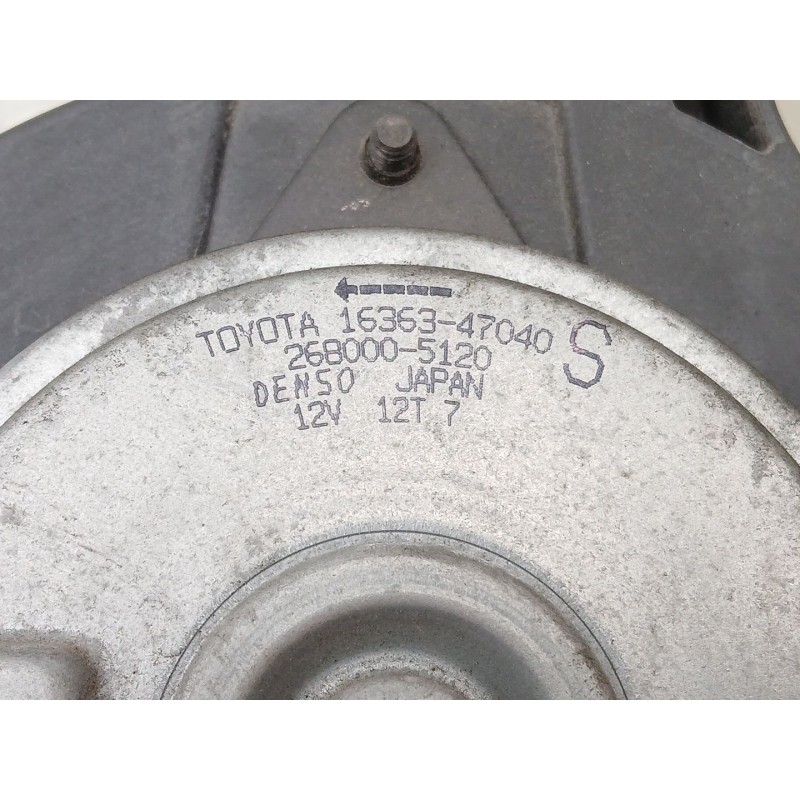 TOYOTA 16363-47040 S
268000-5120
DENSO JAPAN
12V 12T 7